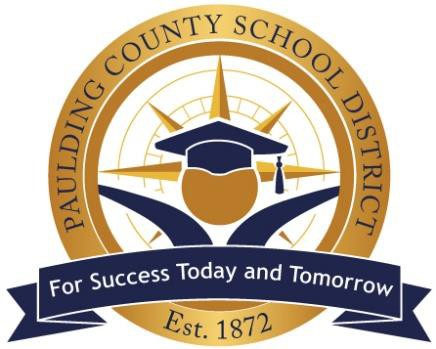 PAULDING COUNTY SCHOOL DISTRICT
For Success Today and Tomorrow
Est. 1872